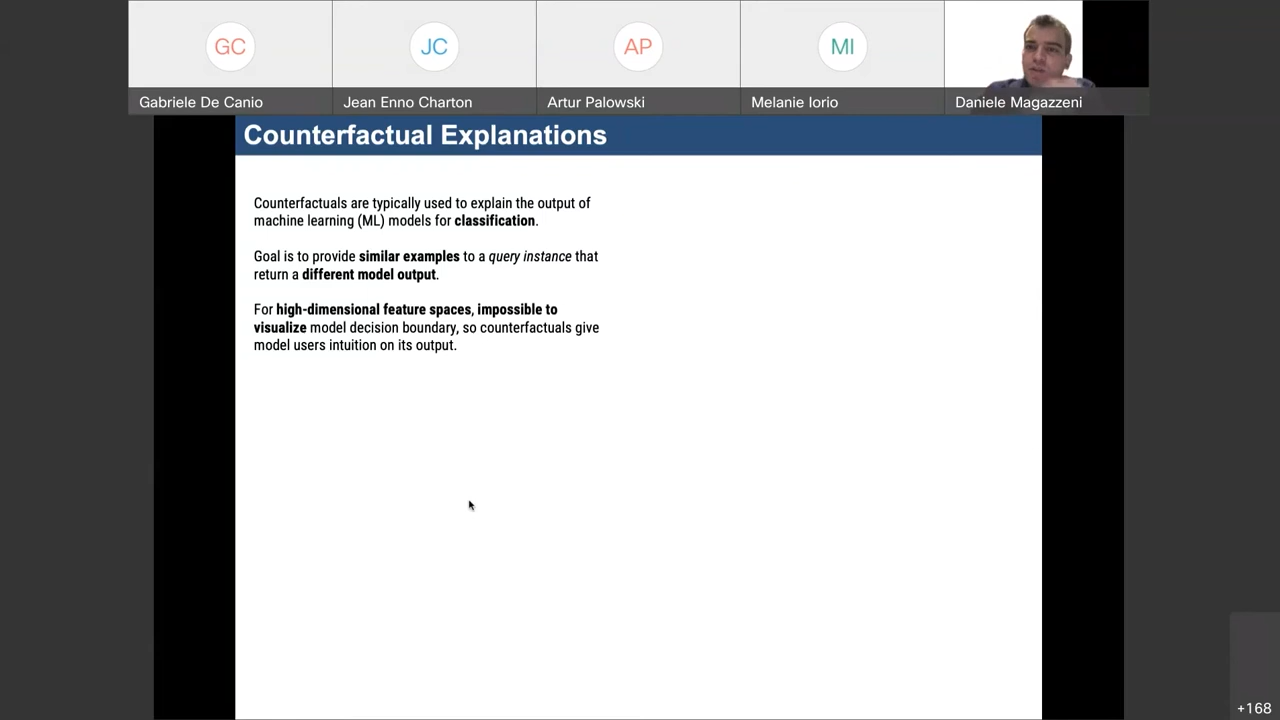 GC
JC
AP
MI
Gabriele De Canio
Jean Enno Charton
Artur Palowski
Melanie Iorio
Daniele Magazzeni
Counterfactual Explanations
Counterfactuals are typically used to explain the output of
machine learning (ML) models for classification.
Goal is to provide similar examples to a query instance that
return a different model output.
For high-dimensional feature spaces, impossible to
visualize model decision boundary, so counterfactuals give
model users intuition on its output.
+168